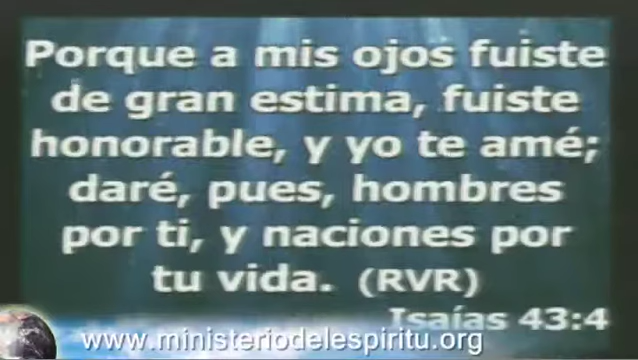 Porque a mis ojos fuiste
de gran estima, fuiste
honorable, y yo te amé;
daré, pues, hombres
por ti, y naciones por
tu vida. (RVR)
Isaías 43:4
www.ministeriodelespiritu.org